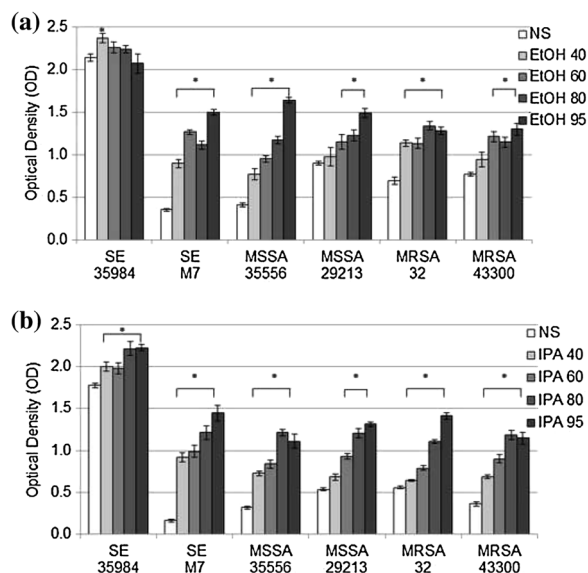 (a)
Optical Density (OD)
2.5
2.0
1.5
1.0
0.5
0.0
* * * * * *
NS
EtOH 40
EtOH 60
EtOH 80
EtOH 95
SE 35984
SE M7
MSSA 35556
MSSA 29213
MRSA 32
MRSA 43300
(b)
Optical Density (OD)
2.5
2.0
1.5
1.0
0.5
0.0
* * * * * *
NS
IPA 40
IPA 60
IPA 80
IPA 95
SE 35984
SE M7
MSSA 35556
MSSA 29213
MRSA 32
MRSA 43300